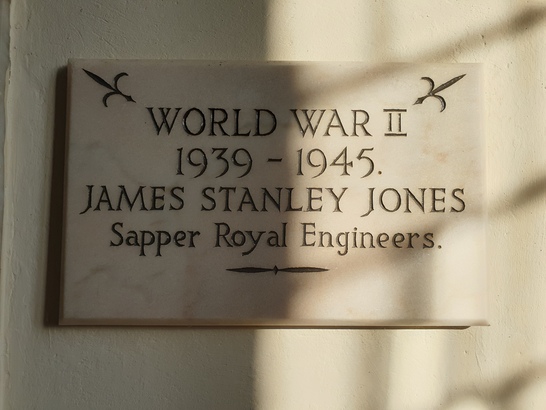 WORLD WAR II
1939 - 1945.
JAMES STANLEY JONES
Sapper Royal Engineers.